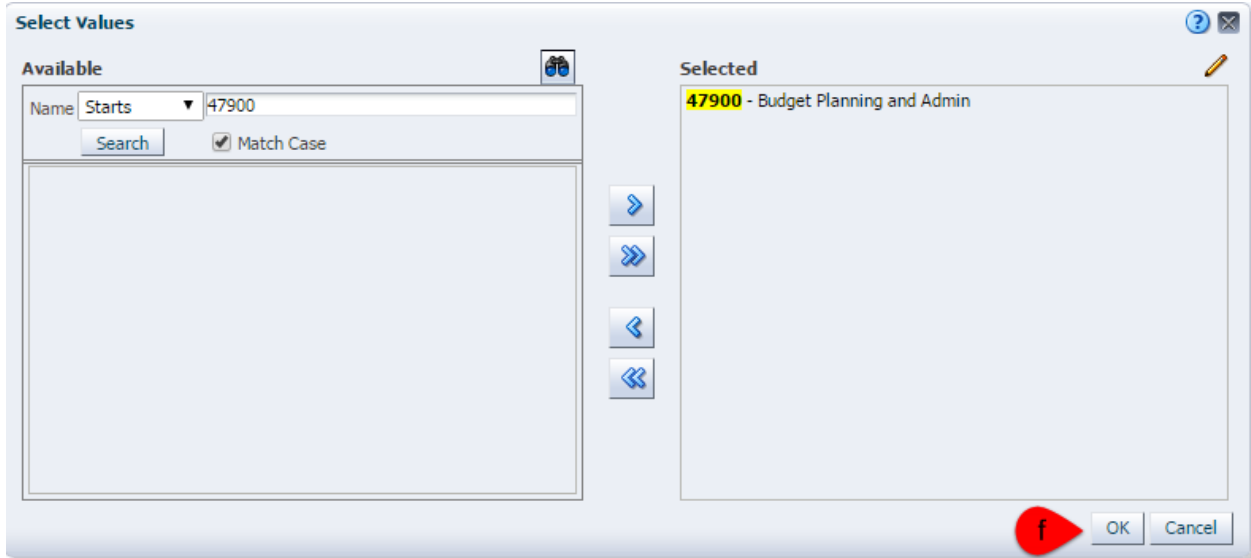 Select Values
?
Available
Name Starts 47900
Search Match Case
Selected
47900 - Budget Planning and Admin
f
OK Cancel